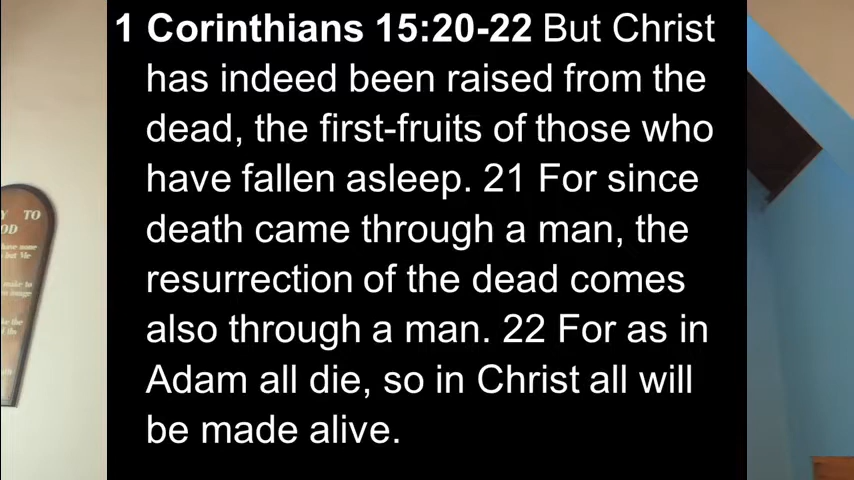 1 Corinthians 15:20-22 But Christ
has indeed been raised from the
dead, the first-fruits of those who
have fallen asleep. 21 For since
death came through a man, the
resurrection of the dead comes
also through a man. 22 For as in
Adam all die, so in Christ all will
be made alive.
Y TO
OD